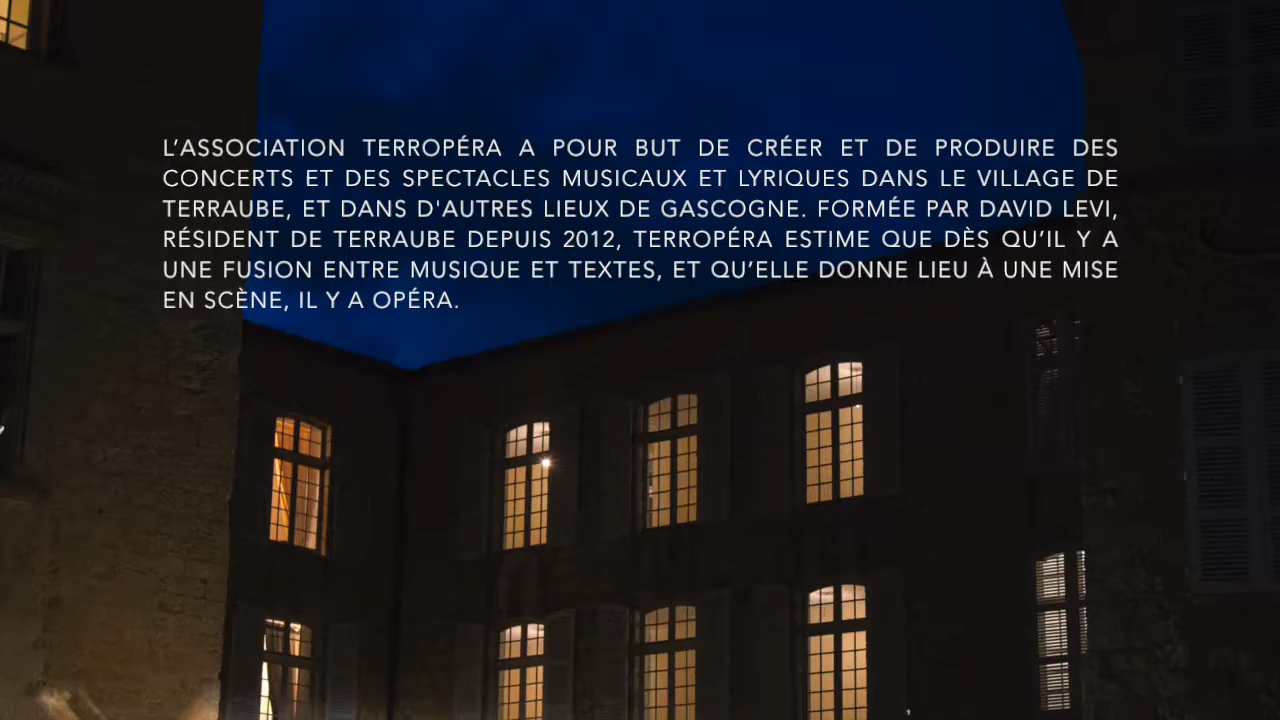 L’ASSOCIATION TERROPÉRA A POUR BUT DE CRÉER ET DE PRODUIRE DES
CONCERTS ET DES SPECTACLES MUSICAUX ET LYRIQUES DANS LE VILLAGE DE
TERRAUBE, ET DANS D'AUTRES LIEUX DE GASCOGNE. FORMÉE PAR DAVID LEVI,
RÉSIDENT DE TERRAUBE DEPUIS 2012, TERROPÉRA ESTIME QUE DÈS QU’IL Y A
UNE FUSION ENTRE MUSIQUE ET TEXTES, ET QU’ELLE DONNE LIEU À UNE MISE
EN SCÈNE, IL Y A OPÉRA.